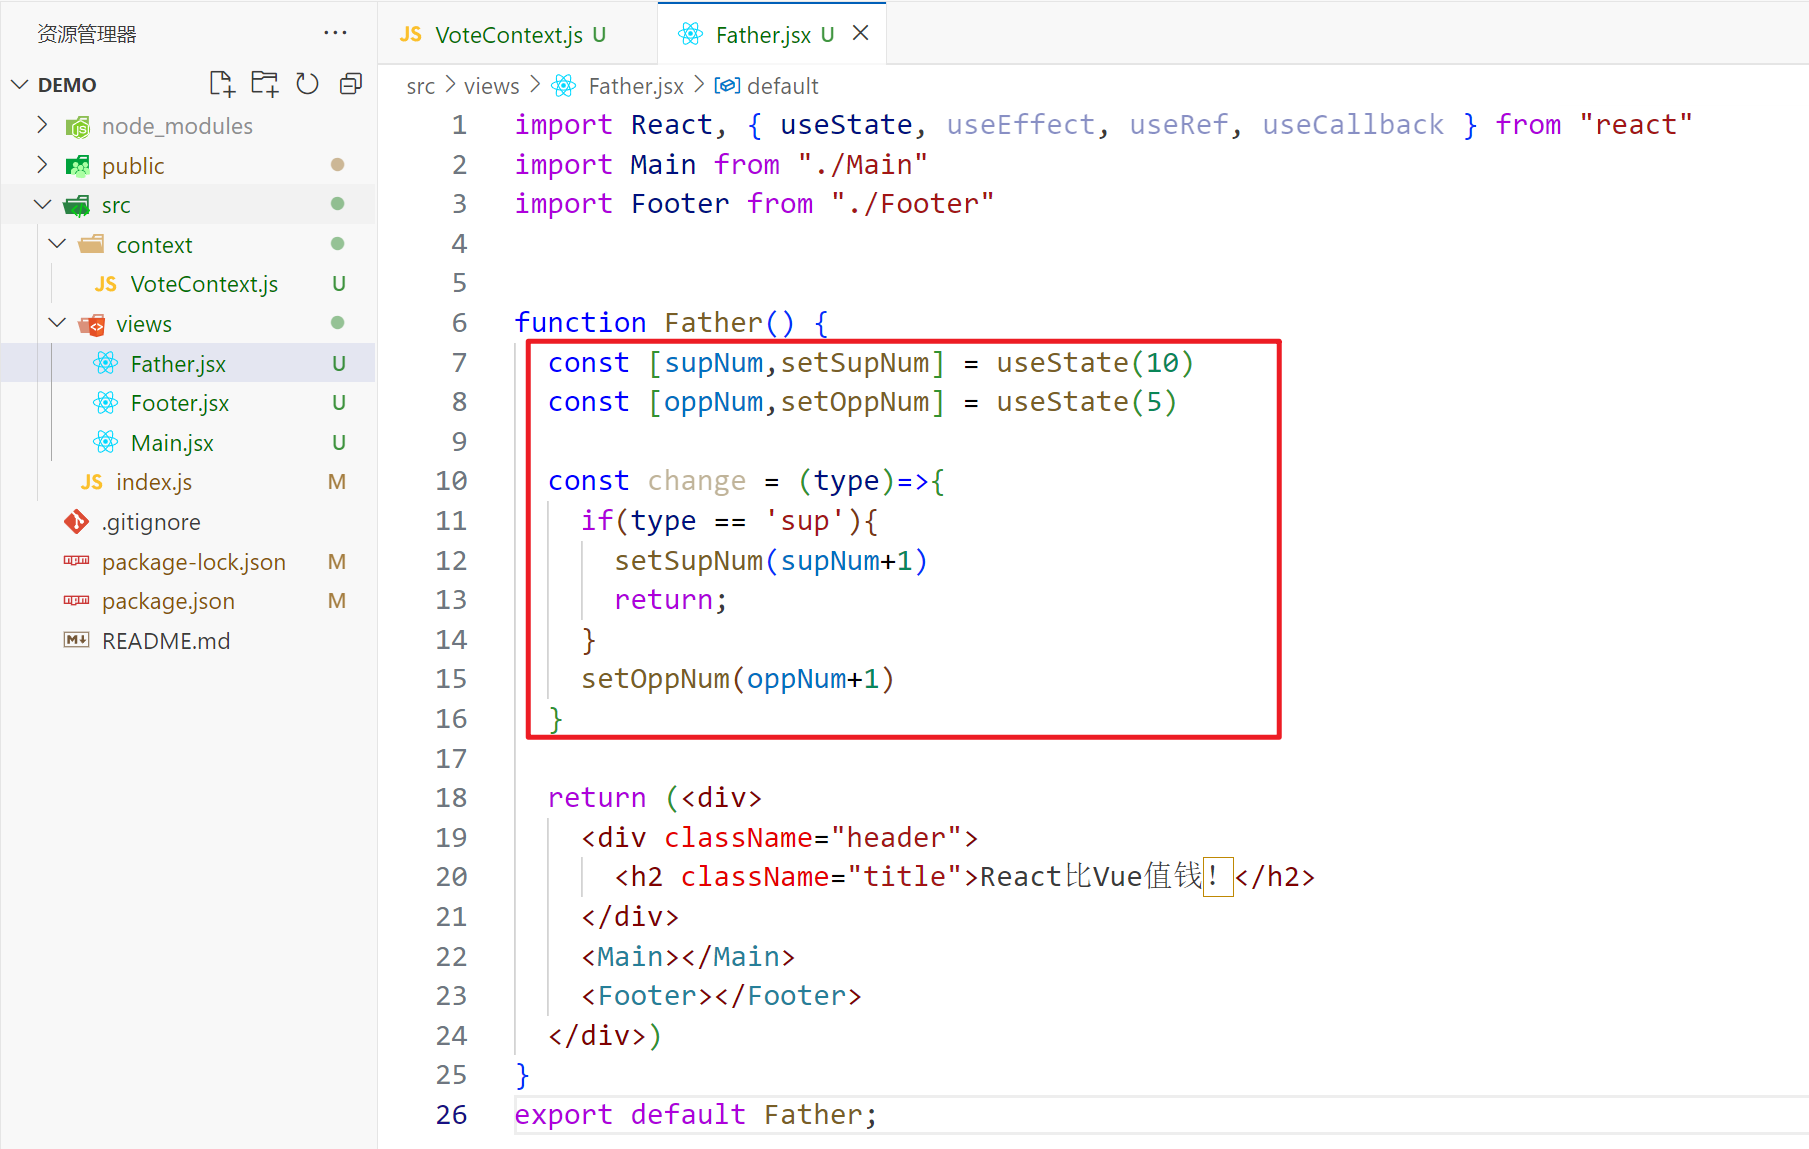 资源管理器
DEMO
node_modules
public
src
context
JS VoteContext.js U
views
Father.jsx U
Footer.jsx U
Main.jsx U
JS index.js M
.gitignore
package-lock.json M
package.json M
README.md
JS VoteContext.js U
Father.jsx U
src > views > Father.jsx > default
1 import React, { useState, useEffect, useRef, useCallback } from "react"
2 import Main from "./Main"
3 import Footer from "./Footer"
4
5
6 function Father() {
7 const [supNum,setSupNum] = useState(10)
8 const [oppNum,setOppNum] = useState(5)
9
10 const change = (type)=>{
11 if(type == 'sup'){
12 setSupNum(supNum+1)
13 return;
14 }
15 setOppNum(oppNum+1)
16 }
17
18 return (<div>
19 <div className="header">
20 <h2 className="title">React比Vue值钱！</h2>
21 </div>
22 <Main></Main>
23 <Footer></Footer>
24 </div>)
25 }
26 export default Father;